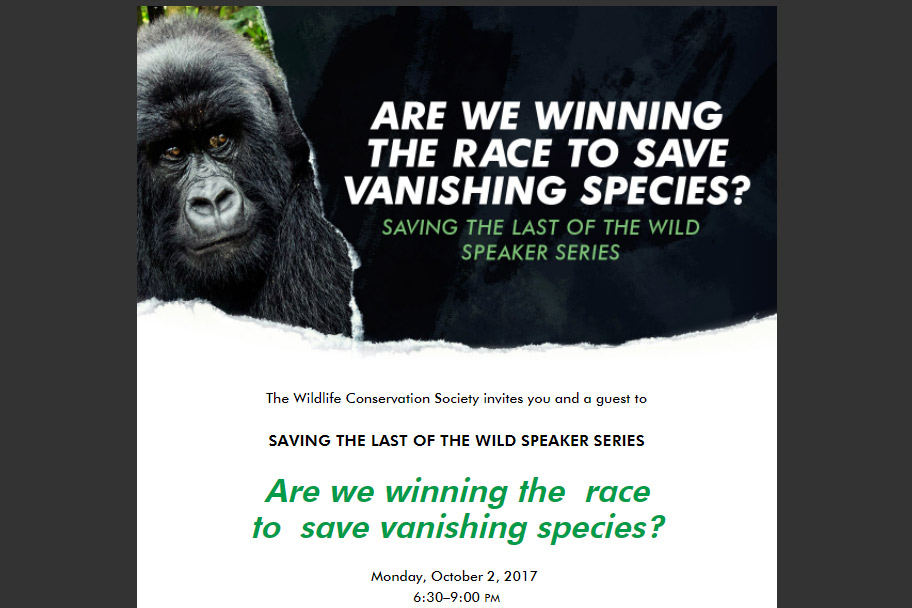 ARE WE WINNING
THE RACE TO SAVE
VANISHING SPECIES?
SAVING THE LAST OF THE WILD
SPEAKER SERIES
The Wildlife Conservation Society invites you and a guest to
SAVING THE LAST OF THE WILD SPEAKER SERIES
Are we winning the race
to save vanishing species?
Monday, October 2, 2017
6:30–9:00 PM